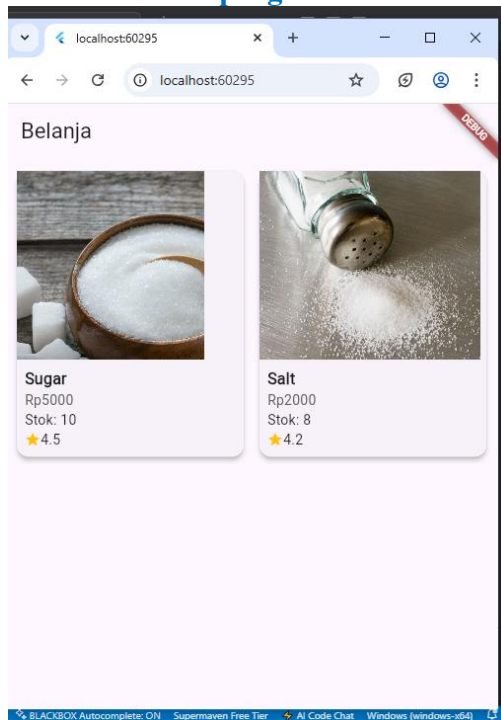 localhost:60295
localhost:60295
Belanja
DEBUG
Sugar
Rp5000
Stok: 10
4.5
Salt
Rp2000
Stok: 8
4.2
BLACKBOX Autocomplete: ON Supermaven Free Tier AI Code Chat Windows (windows-x64)